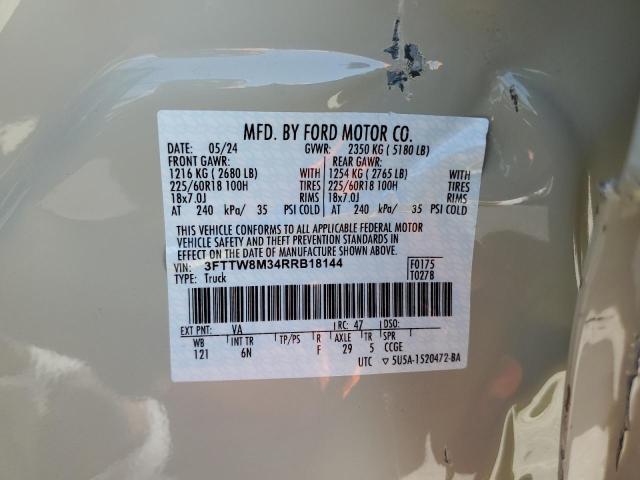 MFD. BY FORD MOTOR CO.
DATE: 05/24 GVWR: 2350 KG ( 5180 LB)
FRONT GAWR: REAR GAWR:
1216 KG ( 2680 LB) WITH 1254 KG ( 2765 LB) WITH
225/60R18 100H TIRES 225/60R18 100H TIRES
18x7.0J RIMS 18x7.0J RIMS
AT 240 kPa/ 35 PSI COLD AT 240 kPa/ 35 PSI COLD
THIS VEHICLE CONFORMS TO ALL APPLICABLE FEDERAL MOTOR
VEHICLE SAFETY AND THEFT PREVENTION STANDARDS IN
EFFECT ON THE DATE OF MANUFACTURE SHOWN ABOVE.
VIN: 3FTTW8M34RRB18144 F0175
TYPE: Truck T027B
EXT PNT: VA RC: 47 DSO:
WB INT TR TP/PS R AXLE TR SPR
121 6N F 29 5 CCGE
UTC ▽5U5A-1520472-BA